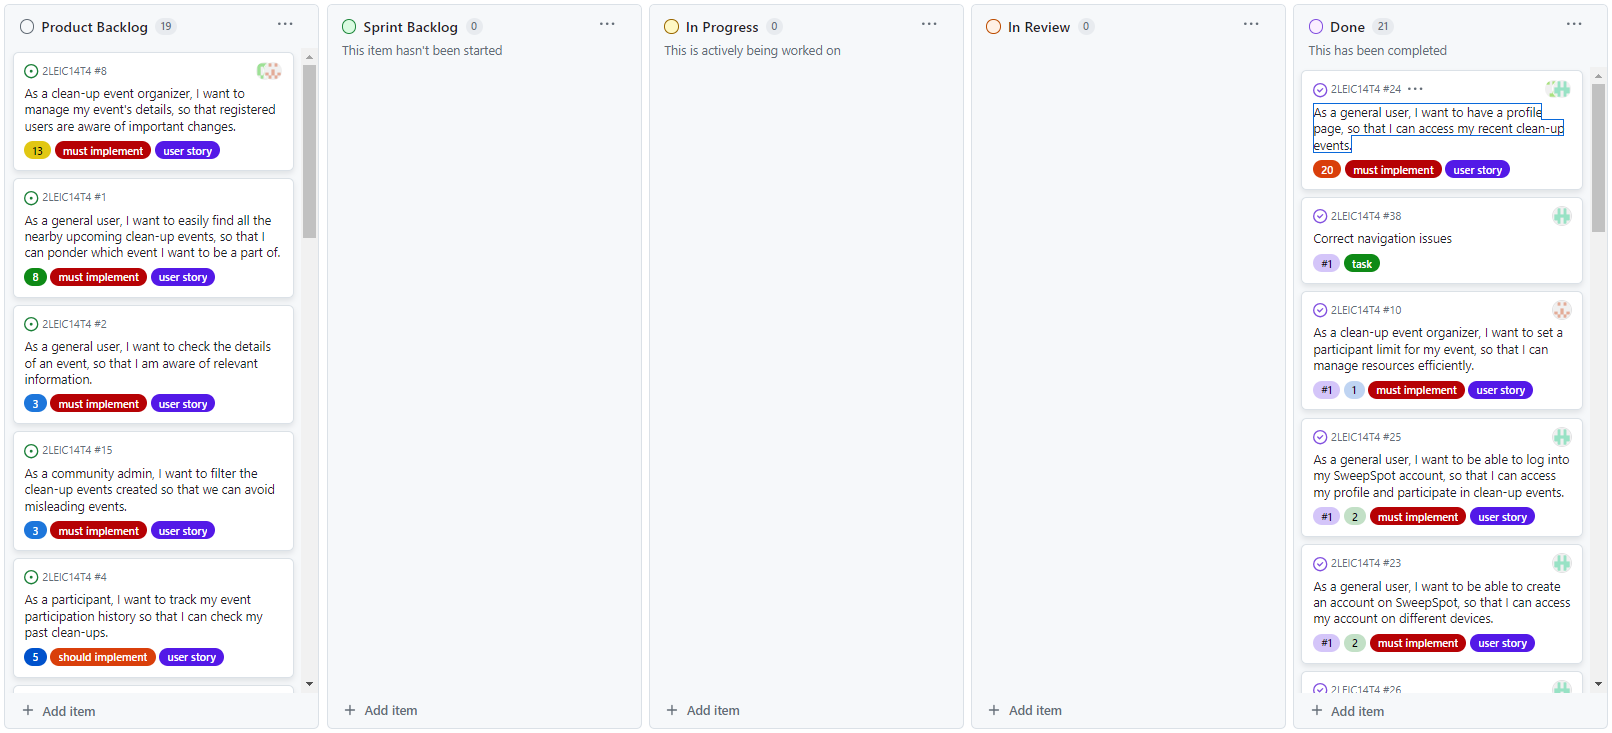 Product Backlog 19
2LEIC14T4 #8
As a clean-up event organizer, I want to
manage my event's details, so that registered
users are aware of important changes.
13 must implement user story
2LEIC14T4 #1
As a general user, I want to easily find all the
nearby upcoming clean-up events, so that I
can ponder which event I want to be a part of.
8 must implement user story
2LEIC14T4 #2
As a general user, I want to check the details
of an event, so that I am aware of relevant
information.
3 must implement user story
2LEIC14T4 #15
As a community admin, I want to filter the
clean-up events created so that we can avoid
misleading events.
3 must implement user story
2LEIC14T4 #4
As a participant, I want to track my event
participation history so that I can check my
past clean-ups.
5 should implement user story
+ Add item
Sprint Backlog 0
This item hasn't been started
+ Add item
In Progress 0
This is actively being worked on
+ Add item
In Review 0
+ Add item
Done 21
This has been completed
2LEIC14T4 #24
As a general user, I want to have a profile
page, so that I can access my recent clean-up
events.
20 must implement user story
2LEIC14T4 #38
Correct navigation issues
#1 task
2LEIC14T4 #10
As a clean-up event organizer, I want to set a
participant limit for my event, so that I can
manage resources efficiently.
#1 1 must implement user story
2LEIC14T4 #25
As a general user, I want to be able to log into
my SweepSpot account, so that I can access
my profile and participate in clean-up events.
#1 2 must implement user story
2LEIC14T4 #23
As a general user, I want to be able to create
an account on SweepSpot, so that I can access
my account on different devices.
#1 2 must implement user story
2LEIC14T4 #26
+ Add item